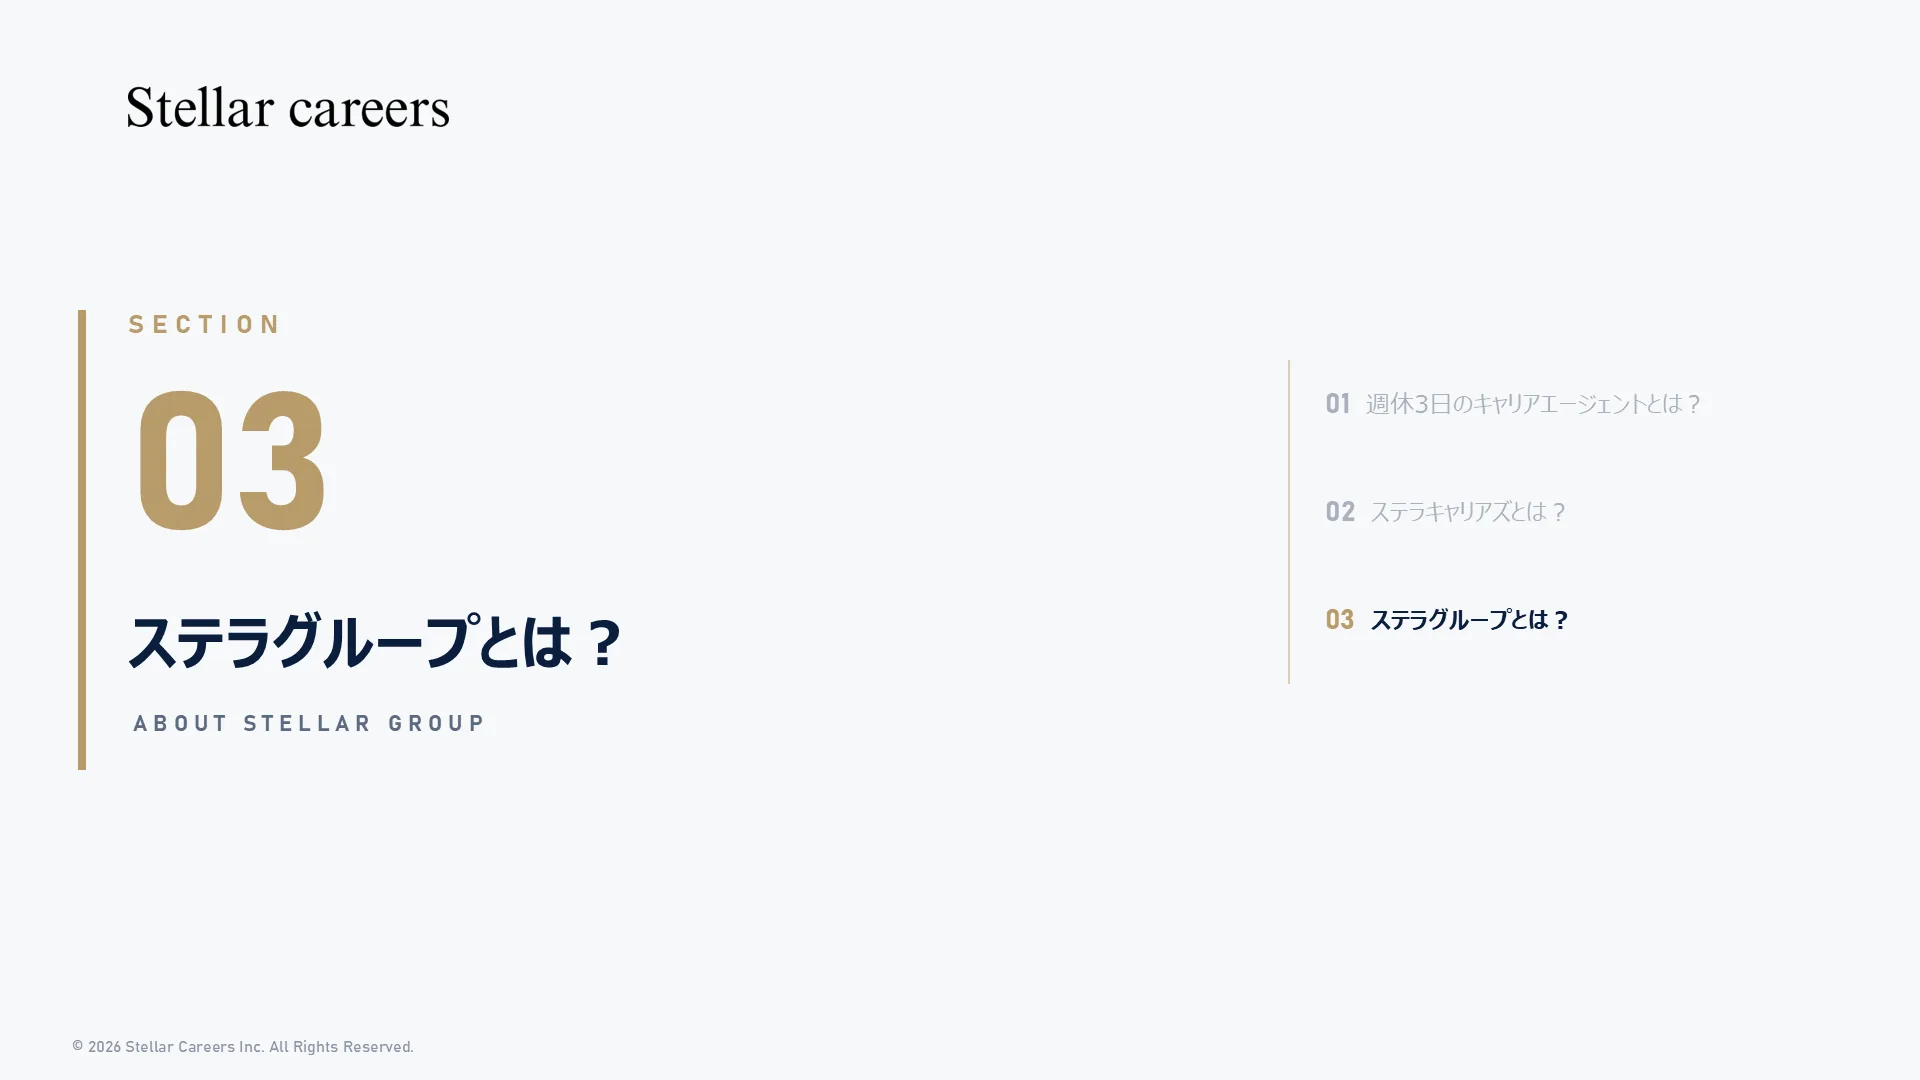 Stellar careers
SECTION
03
ステラグループとは？
ABOUT STELLAR GROUP
01 週休3日のキャリアエージェントとは？
02 ステラキャリアズとは？
03 ステラグループとは？
© 2026 Stellar Careers Inc. All Rights Reserved.